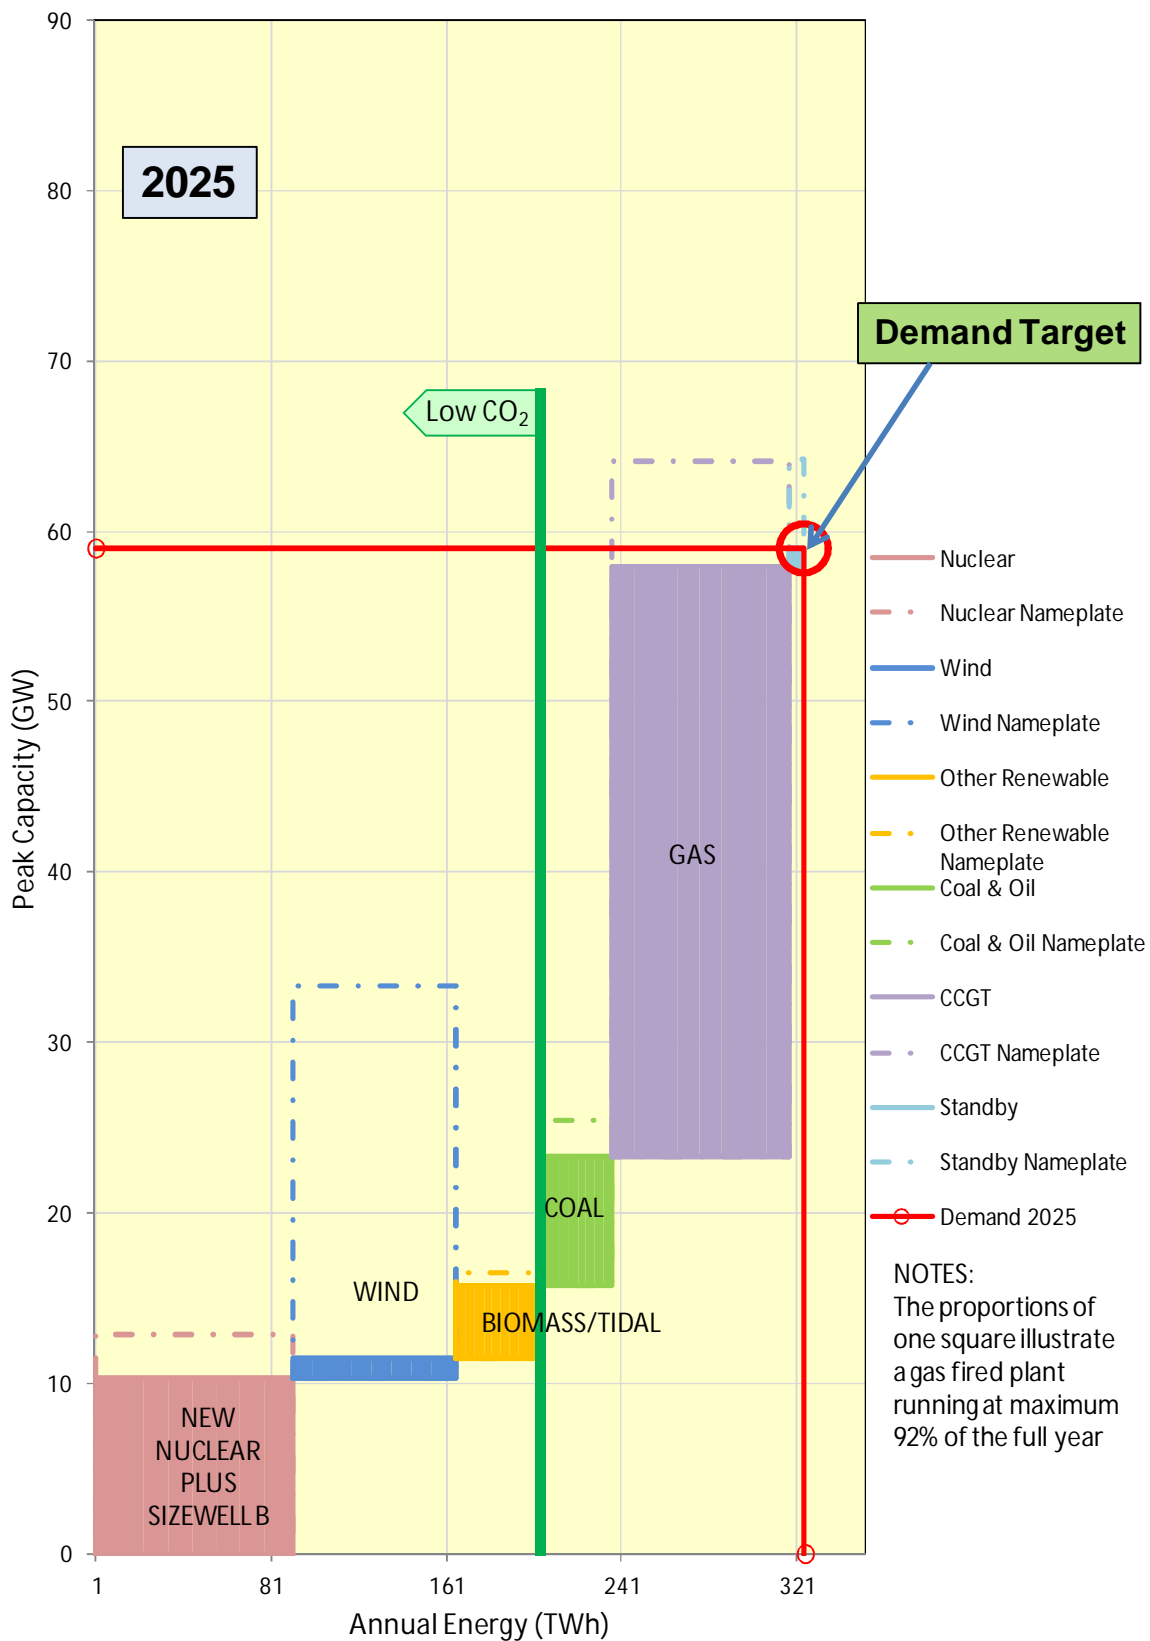 90
80
70
60
50
40
30
20
10
0
Peak Capacity (GW)
2025
Demand Target
Low CO₂
GAS
COAL
WIND
BIOMASS/TIDAL
NEW
NUCLEAR
PLUS
SIZEWELL B
1
81
161
241
321
Annual Energy (TWh)
Nuclear
Nuclear Nameplate
Wind
Wind Nameplate
Other Renewable
Other Renewable
Nameplate
Coal & Oil
Coal & Oil Nameplate
CCGT
CCGT Nameplate
Standby
Standby Nameplate
Demand 2025
NOTES:
The proportions of
one square illustrate
a gas fired plant
running at maximum
92% of the full year